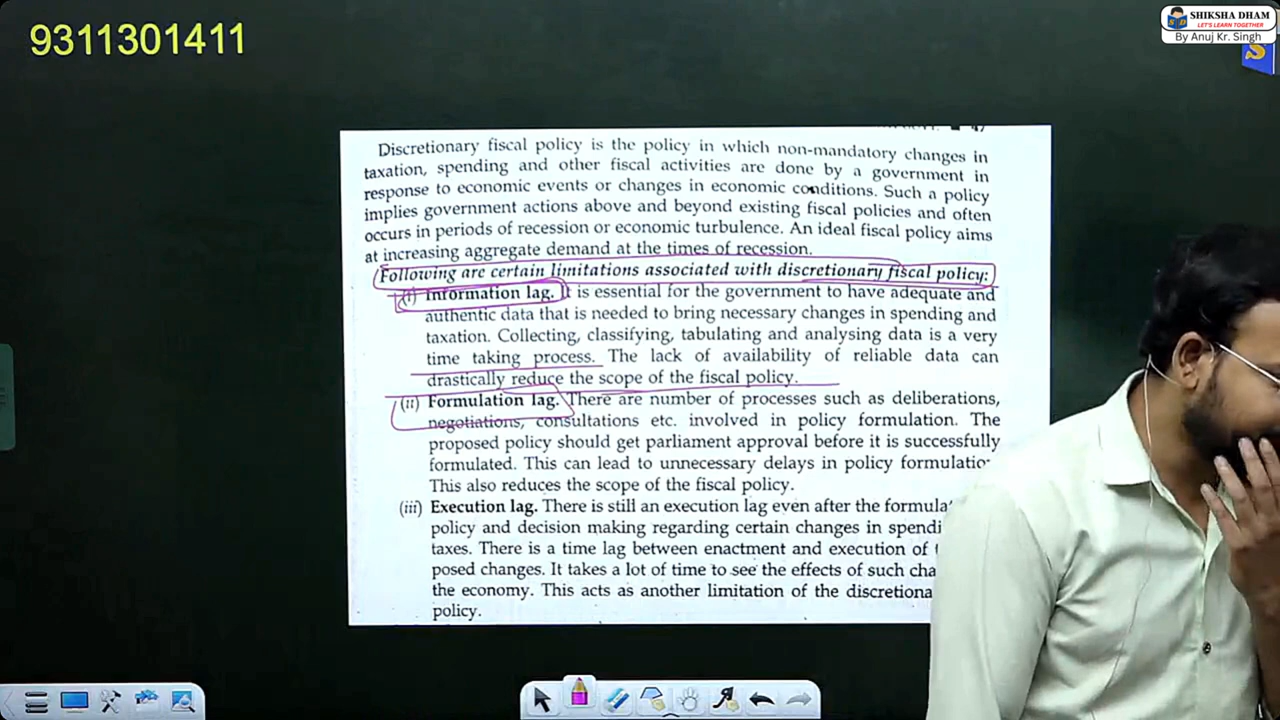 9311301411
SHIKSHA DHAM
LET'S LEARN TOGETHER
By Anuj Kr. Singh
Discretionary fiscal policy is the policy in which non-mandatory changes in
taxation, spending and other fiscal activities are done by a government in
response to economic events or changes in economic conditions. Such a policy
implies government actions above and beyond existing fiscal policies and often
occurs in periods of recession or economic turbulence. An ideal fiscal policy aims
at increasing aggregate demand at the times of recession.
Following are certain limitations associated with discretionary fiscal policy:
(i) Information lag. It is essential for the government to have adequate and
authentic data that is needed to bring necessary changes in spending and
taxation. Collecting, classifying, tabulating and analysing data is a very
time taking process. The lack of availability of reliable data can
drastically reduce the scope of the fiscal policy.
(ii) Formulation lag. There are number of processes such as deliberations,
negotiations, consultations etc. involved in policy formulation. The
proposed policy should get parliament approval before it is successfully
formulated. This can lead to unnecessary delays in policy formulation
This also reduces the scope of the fiscal policy.
(iii) Execution lag. There is still an execution lag even after the formula
policy and decision making regarding certain changes in spendi
taxes. There is a time lag between enactment and execution of
posed changes. It takes a lot of time to see the effects of such cha
the economy. This acts as another limitation of the discretiona
policy.